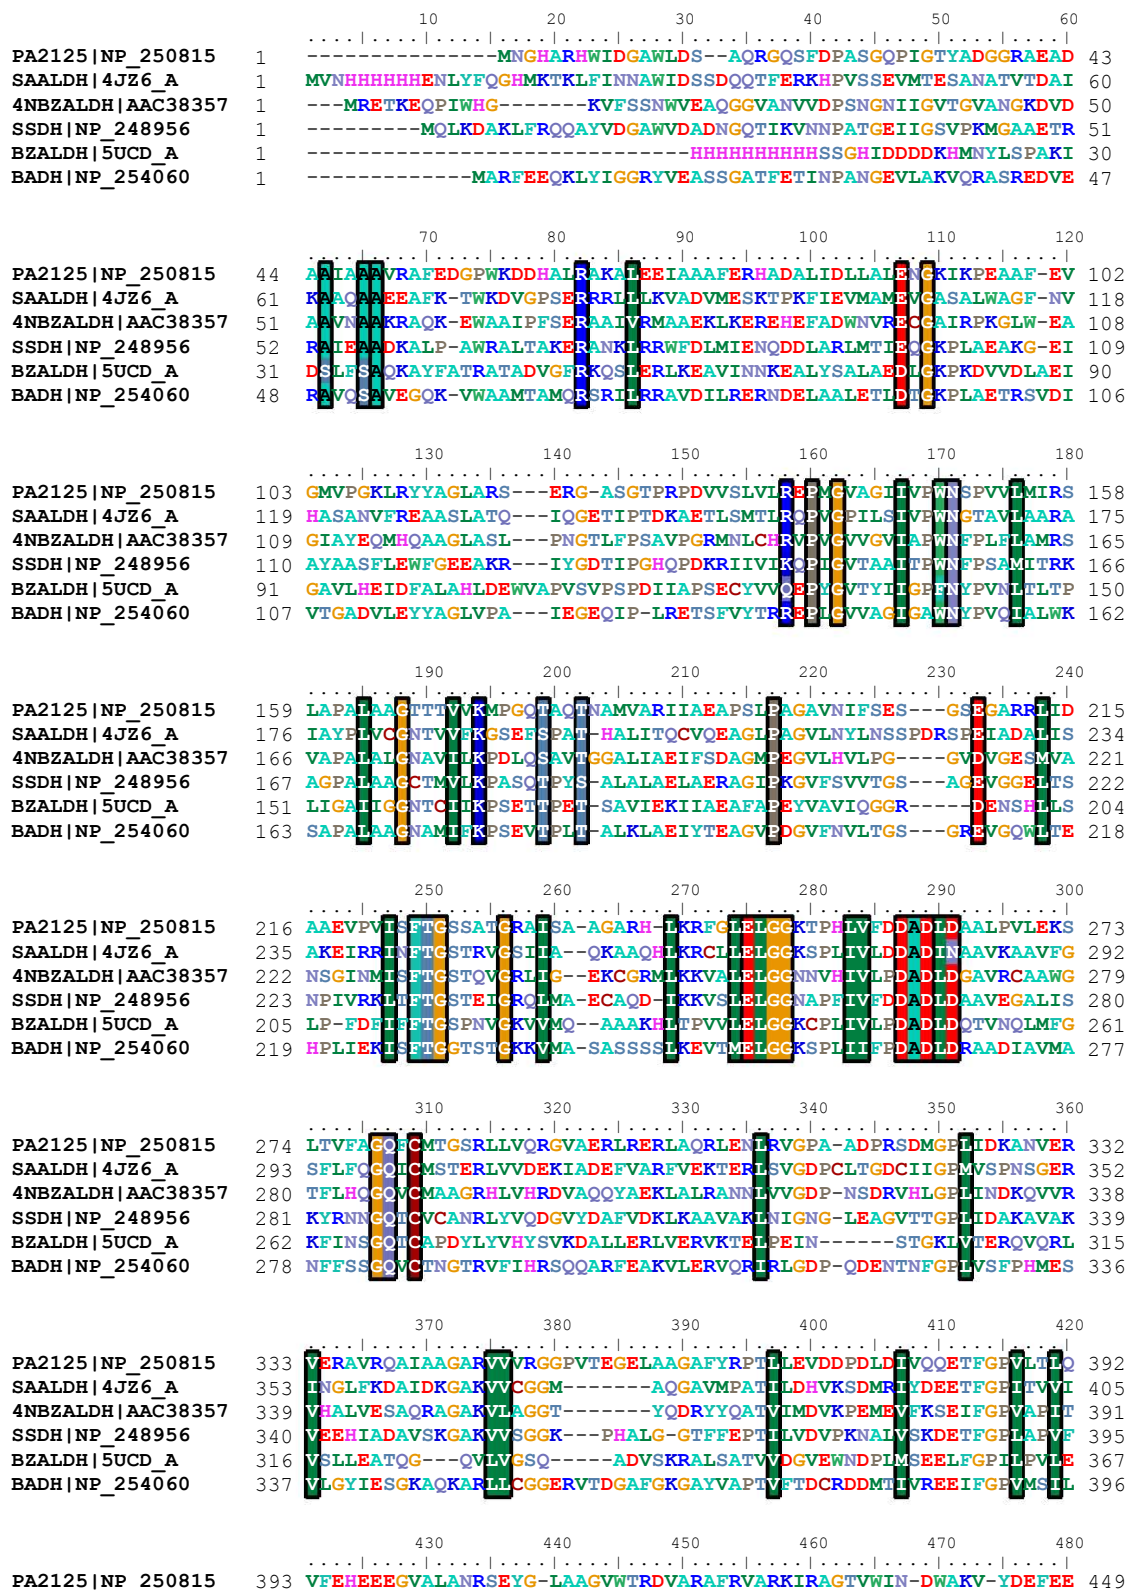 10 20 30 40 50 60
PA2125|NP_250815 1 ---------------MNGHARHWIDGAWLDS--AQRGQSFDPASGQPIGTYADGGRAEAD 43
SAALDH|4JZ6_A 1 MVNHHHHHHENLYFQGHMKTKLFINNAWIDSSDQQTFERKHPVSSEVMTESANATVTDAI 60
4NBZALDH|AAC38357 1 ---MRETKEQPIWHG-------KVFSSNWVEAQGGVANVVDPSNGNIIGVTGVANGKDVD 50
SSDH|NP_248956 1 ---------MQLKDAKLFRQQAYVDGAWVDADNGQTIKVNNPATGEIIGSVPKMGAAETR 51
BZALDH|5UCD_A 1 ------------------------------HHHHHHHHHHSSGHIDDDDKHMNYLSPAKI 30
BADH|NP_254060 1 -------------MARFEEQKLYIGGRYVEASSGATFETINPANGEVLAKVQRASREDVE 47
70 80 90 100 110 120
PA2125|NP_250815 44 AAIAAAVRAFEDGPWKDDHALRAKALEEIAAAFERHADALIDLLALENGKIKPEAAF-EV 102
SAALDH|4JZ6_A 61 KAAQAAEEAFK-TWKDVGPSERRRLLLKVADVMESKTPKFIEVMAMEVGASALWAGF-NV 118
4NBZALDH|AAC38357 51 AAVNAAKRAQK-EWAAIPFSERAAIVRMAAEKLKEREHEFADWNVRECGAIRPKGLW-EA 108
SSDH|NP_248956 52 RAIEAADKALP-AWRALTAKERANKLRRWFDLMIENQDDLARLMTIEQGKPLAEAKG-EI 109
BZALDH|5UCD_A 31 DSLFSAQKAYFATRATADVGFRKQSLERLKEAVINNKEALYSALAEDLGKPKDVVDLAEI 90
BADH|NP_254060 48 RAVQSAVEGQK-VWAAMTAMQRSRILRRAVDILRERNDELAALETLDTGKPLAETRSVDI 106
130 140 150 160 170 180
PA2125|NP_250815 103 GMVPGKLRYYAGLARS---ERG-ASGTPRPDVVSLVLREPMGVAGIIVPWNSPVVLMIRS 158
SAALDH|4JZ6_A 119 HASANVFREAASLATQ---IQGETIPTDKAETLSMTLRQPVGPILSIVPWNGTAVLAARA 175
4NBZALDH|AAC38357 109 GIAYEQMHQAAGLASL---PNGTLFPSAVPGRMNLCHRVPVGVVGVIAPWNFPLFLAMRS 165
SSDH|NP_248956 110 AYAASFLEWFGEEAKR---IYGDTIPGHQPDKRIIVIKQPIGVTAAITPWNFPSAMITRK 166
BZALDH|5UCD_A 91 GAVLHEIDFALAHLDEWVAPVSVPSPDIIAPSECYVVQEPYGVTYIIGPFNYPVNLTLTP 150
BADH|NP_254060 107 VTGADVLEYYAGLVPA---IEGEQIP-LRETSFVYTRREPLGVVAGIGAWNYPVQIALWK 162
190 200 210 220 230 240
PA2125|NP_250815 159 LAPALAAGTTTVVKMPGQTAQTNAMVARIIAEAPSLPAGAVNIFSES---GSEGARRLID 215
SAALDH|4JZ6_A 176 IAYPLVCGNTVVFKGSEFSPAT-HALITQCVQEAGLPAGVLNYLNSSPDRSPEIADALIS 234
4NBZALDH|AAC38357 166 VAPALALGNAVILKPDLQSAVTGGALIAEIFSDAGMPEGVLHVLPG---GVDVGESMVA 221
SSDH|NP_248956 167 AGPALAAGCTMVLKPASQTPYS-ALALAELAERAGIPKGVFSVVTGS---AGEVGGELTS 222
BZALDH|5UCD_A 151 LIGAIIGGNTCIIKPSETTPET-SAVIEKIIAEAFAPEYVAVIQGGR----DENSHLLS 204
BADH|NP_254060 163 SAPALAAGNAMIFKPSEVTPLT-ALKLAEIYTEAGVPDGVFNVLTGS---GREVGQWLTE 218
250 260 270 280 290 300
PA2125|NP_250815 216 AAEVPVISFTGSSATGRAISA-AGARH-LKRFGLELGGKTPHLVFDDADLDAALPVLEKS 273
SAALDH|4JZ6_A 235 AKEIRRINFTGSTRVGSILA--QKAAQHLKRCLLELGGKSPLIVLDDADINAAVKAAVFG 292
4NBZALDH|AAC38357 222 NSGINMISFTGSTQVGRLIG--EKCGRMLKKVALELGGNNVHIVLPDADLDGAVRCAAWG 279
SSDH|NP_248956 223 NPIVRKLTFTGSTEIGRQLMA-ECAQD-IKKVSLELGGNAPFIVFDDADLDAAVEGALIS 280
BZALDH|5UCD_A 205 LP-FDFIFFTGSPNVGKVVMQ--AAAKHLTPVVLELGGKCPLIVLPDADLDQTVNQLMFG 261
BADH|NP_254060 219 HPLIEKISFTGGTSTGKKVMA-SASSSSLKEVTMELGGKSPLIIFPDADLDRAADIAVMA 277
310 320 330 340 350 360
PA2125|NP_250815 274 LTVFAGQFCMTGSRLLVQRGVAERLRERLAQRLENLRVGPA-ADPRSDMGPLIDKANVER 332
SAALDH|4JZ6_A 293 SFLFQGQICMSTERLVVDEKIADEFVARFVEKTERLSVGDPCLTGDCIIGPMVSPNSGER 352
4NBZALDH|AAC38357 280 TFLHQGQVCMAAGRHLVHRDVAQQYAEKLALRANNLVVGDP-NSDRVHLGPLINDKQVVR 338
SSDH|NP_248956 281 KYRNNGQTCVCANRLYVQDGVYDAFVDKLKAAVAKLNIGNG-LEAGVTTGPLIDAKAVAK 339
BZALDH|5UCD_A 262 KFINSGQTCAPDYLYVHYSVKDALLERLVERVKTELPEIN-----STGKLVTERQVQRL 315
BADH|NP_254060 278 NFFSSGQVCTNGTRVFIHRSQQARFEAKVLERVQRIRLGDP-QDENTNFGPLVSFPHMES 336
370 380 390 400 410 420
PA2125|NP_250815 333 VERAVRQAIAAGARVVVRGGPVTEGELAAGAFYRPTLLEVDDPDLDIVQQETFGPVLTLQ 392
SAALDH|4JZ6_A 353 INGLFKDAIDKGAKVVCGGM-------AQGAVMPATILDHVKSDMRIYDEETFGPITVVI 405
4NBZALDH|AAC38357 339 VHALVESAQRAGAKVLAGGT-------YQDRYYQATVIMDVKPEMEVFKSEIFGPVAPIT 391
SSDH|NP_248956 340 VEEHIADAVSKGAKVVSGGK----PHALG-GTFFEPTILVDVPKNALVSKDETFGPLAPVF 395
BZALDH|5UCD_A 316 VSLLEATQG---QVLVGSQ------ADVSKRALSATVVDGVEWNDPLMSEELFGPILPVLE 367
BADH|NP_254060 337 VLGYIESGKAQKARLLCGGERVTDGAFGKGAYVAPTVFTDCRDDMTIVREEIFGPVMSIL 396
430 440 450 460 470 480
PA2125|NP_250815 393 VFEHEEEGVALANRSEYG-LAAGVWTRDVARAFRVARKIRAGTVWIN-DWAKV-YDEFEE 449